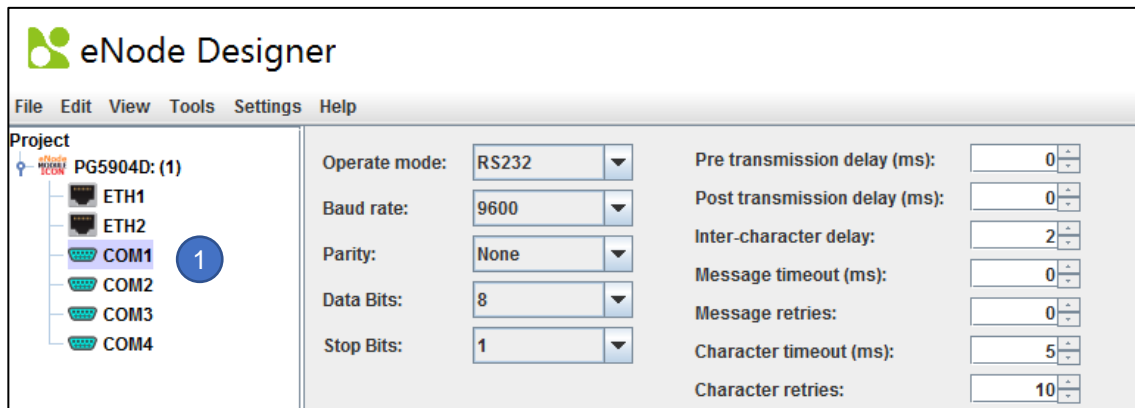 eNode Designer
File Edit View Tools Settings Help
Project
eNode MODULE ICON PG5904D: (1)
ETH1
ETH2
COM1 1
COM2
COM3
COM4
Operate mode: RS232
Baud rate: 9600
Parity: None
Data Bits: 8
Stop Bits: 1
Pre transmission delay (ms): 0
Post transmission delay (ms): 0
Inter-character delay: 2
Message timeout (ms): 0
Message retries: 0
Character timeout (ms): 5
Character retries: 10